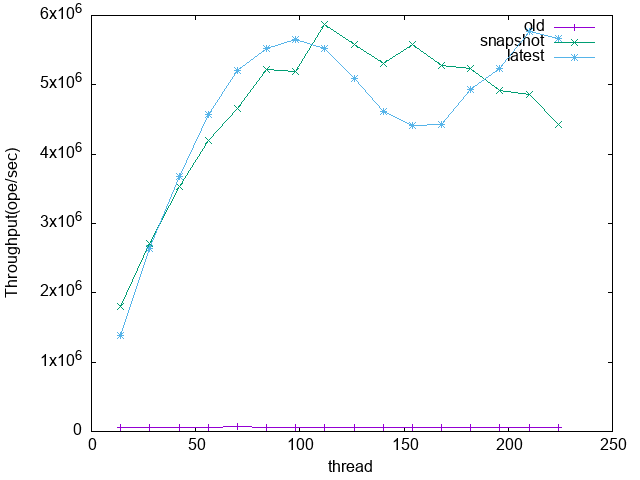 6x10^6
5x10^6
4x10^6
3x10^6
2x10^6
1x10^6
0
0 50 100 150 200 250
thread
Throughput(ope/sec)
old
snapshot
latest